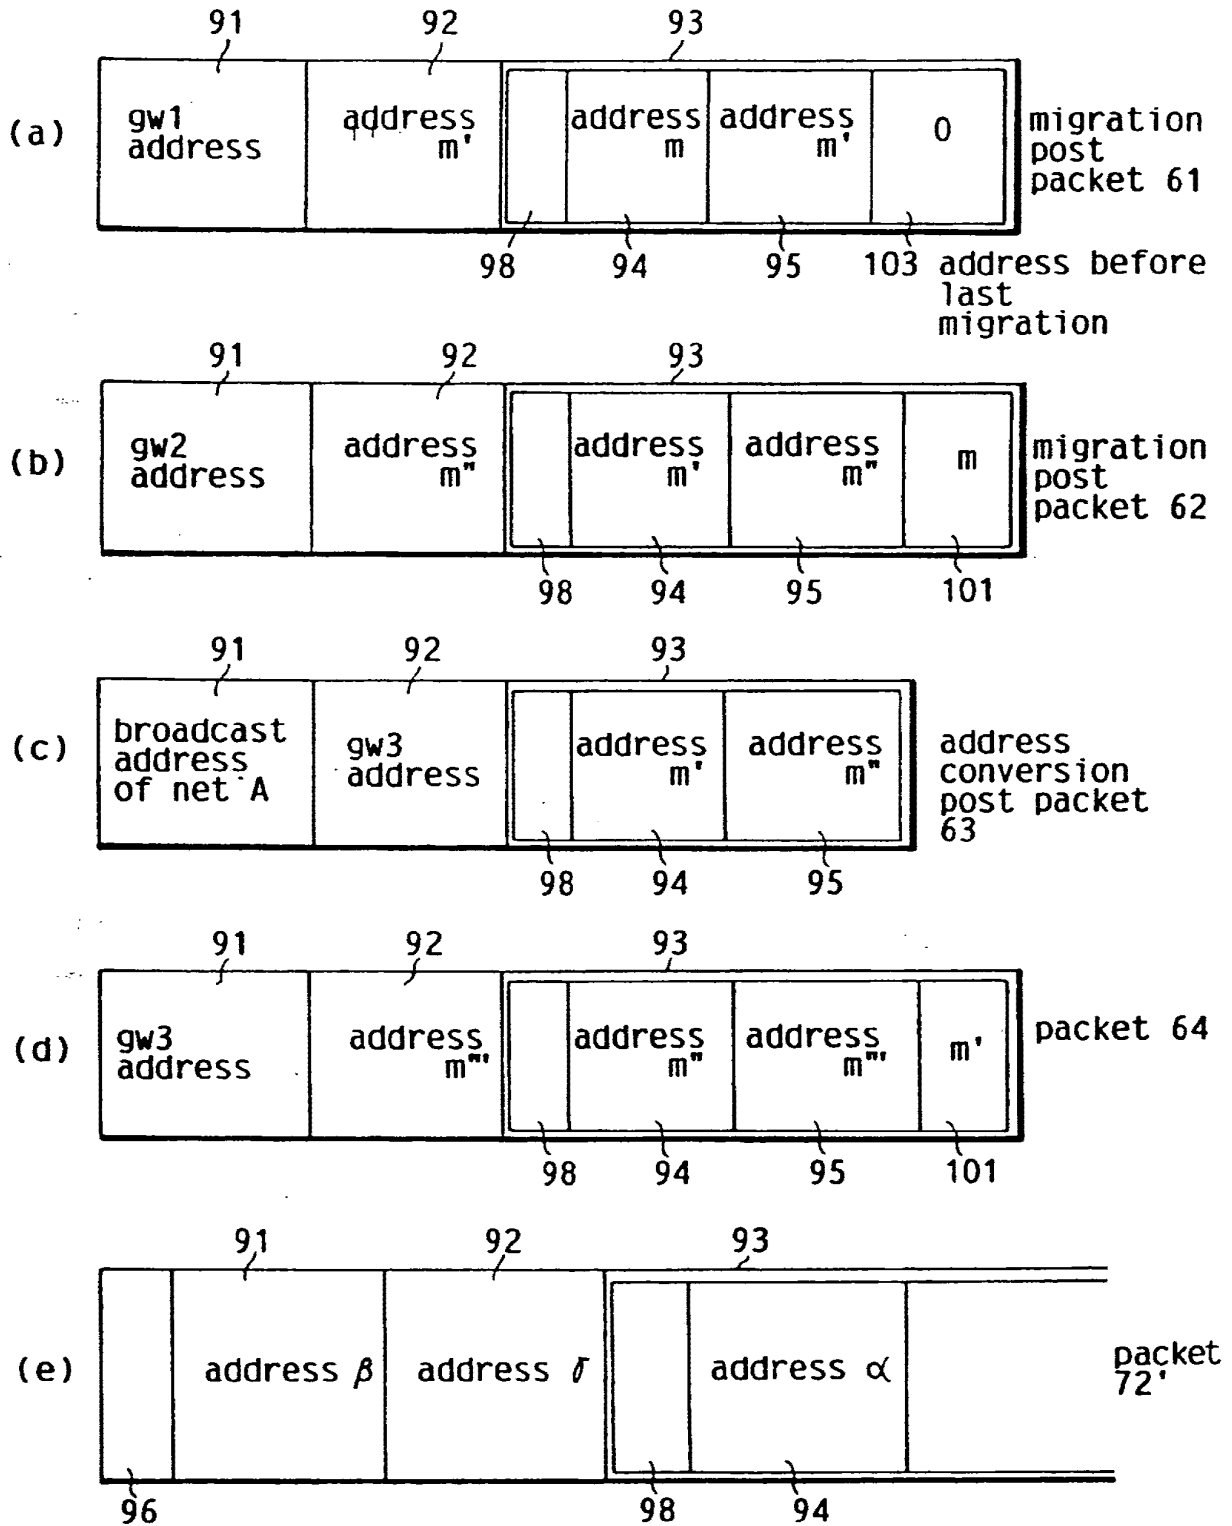 91 92 93
(a) gw1 address address m' address m address m' 0 migration post packet 61
98 94 95 103 address before last migration
91 92 93
(b) gw2 address address m" address m' address m" m migration post packet 62
98 94 95 101
91 92 93
(c) broadcast address of net A gw3 address address m' address m" address conversion post packet 63
98 94 95
91 92 93
(d) gw3 address address m"' address m" address m"' m' packet 64
98 94 95 101
91 92 93
(e) address β address γ address α packet 72'
96 98 94